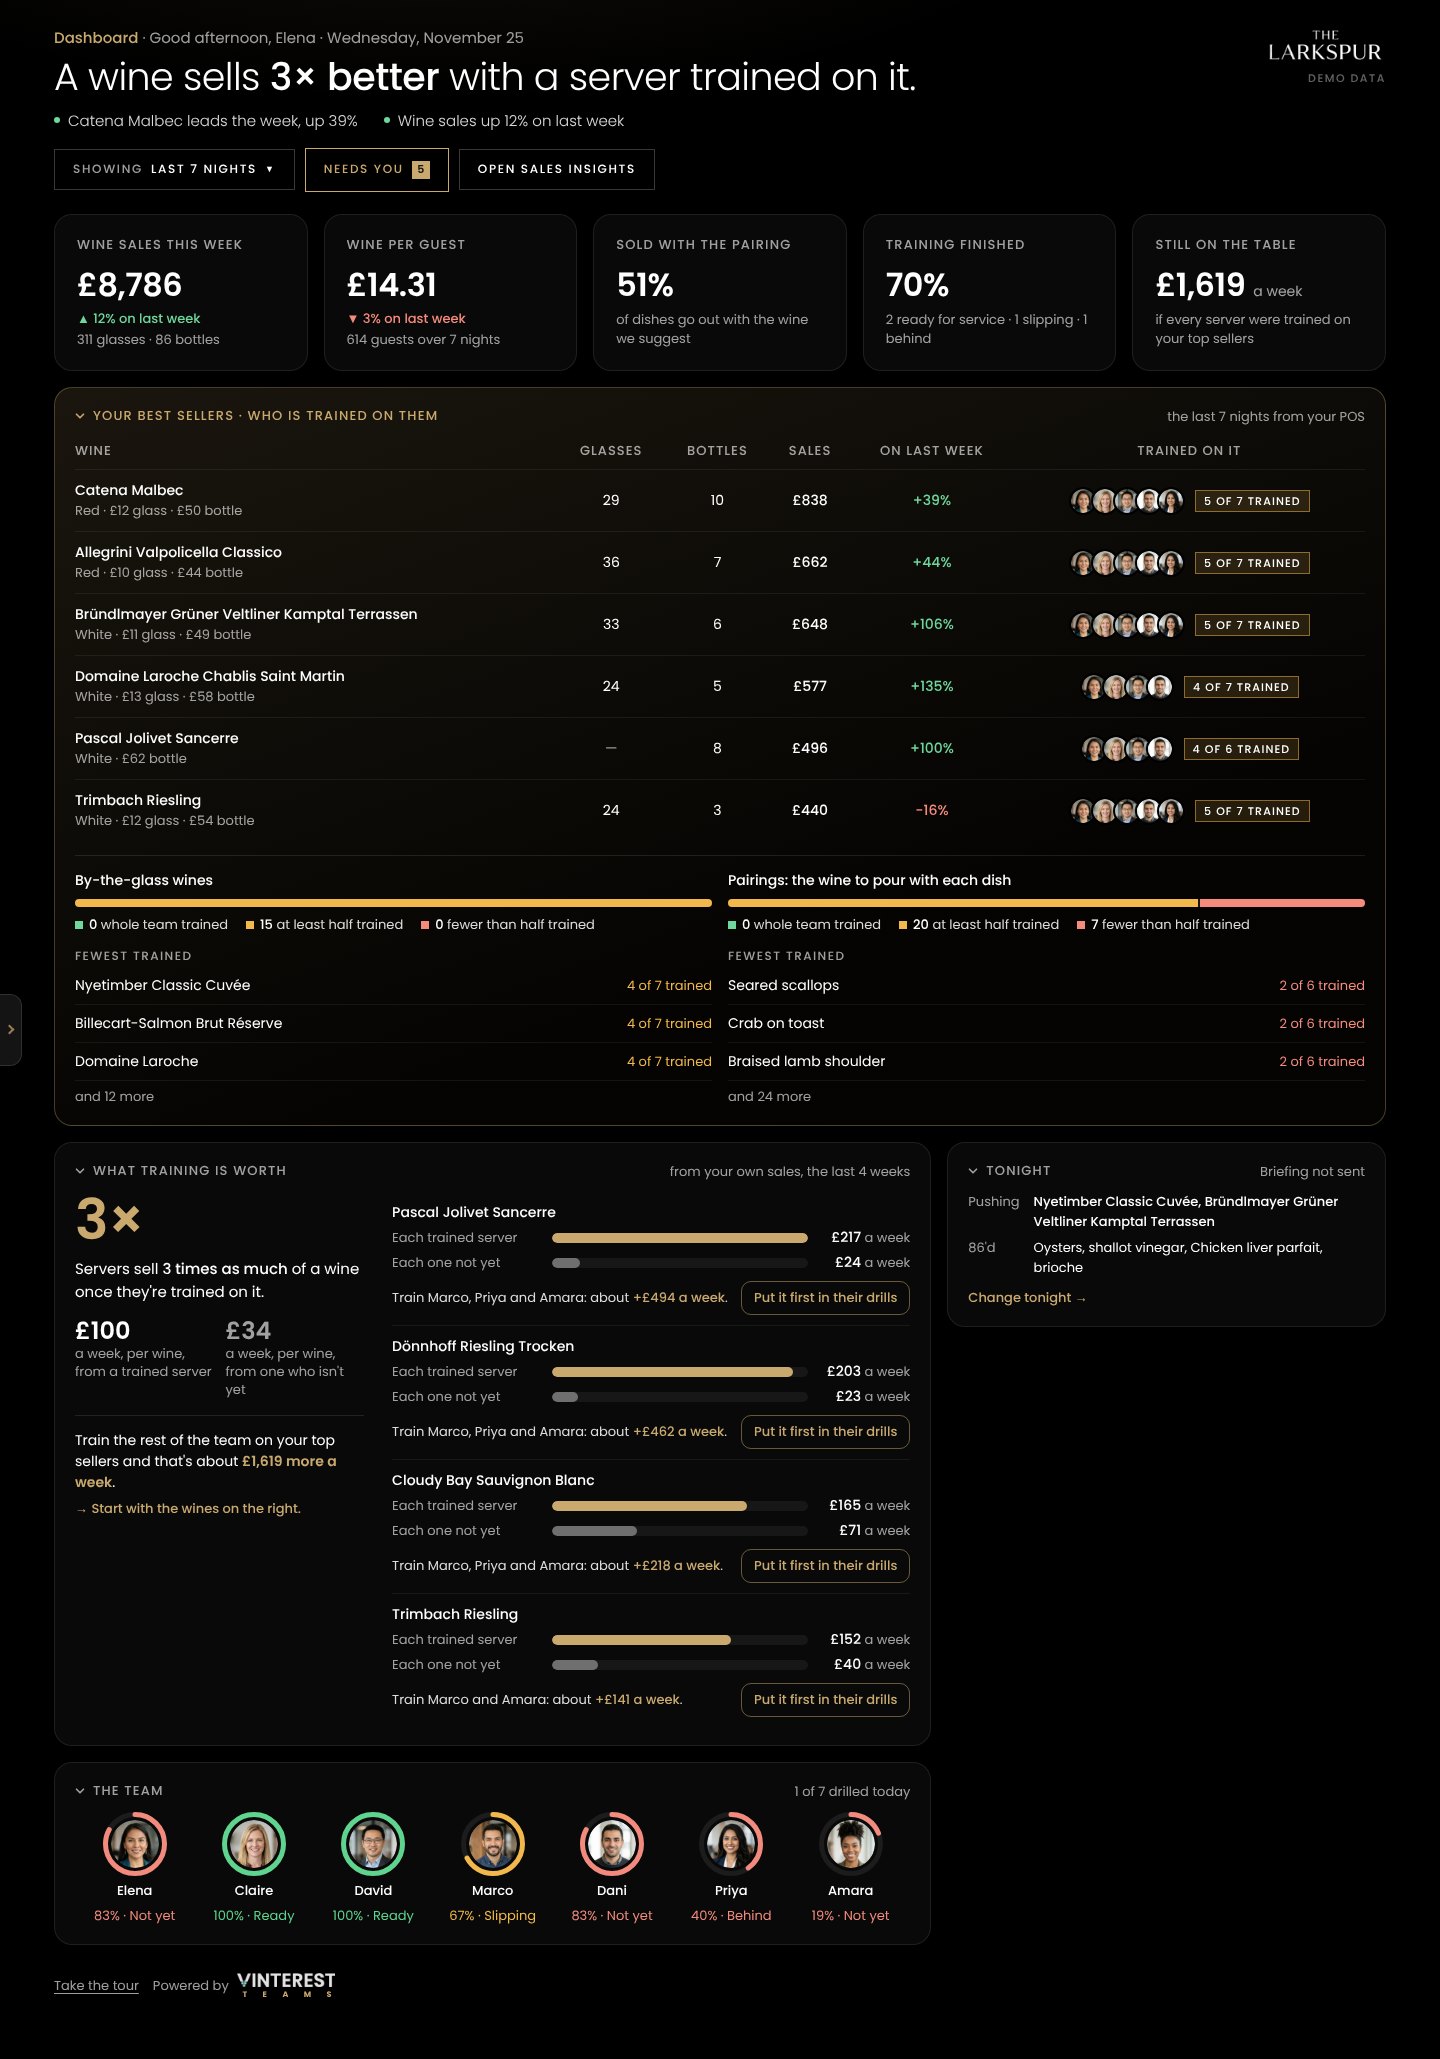 Dashboard · Good afternoon, Elena · Wednesday, November 25
A wine sells 3× better with a server trained on it.
THE
LARKSPUR
DEMO DATA
Catena Malbec leads the week, up 39%
Wine sales up 12% on last week
SHOWING LAST 7 NIGHTS ▼
NEEDS YOU 5
OPEN SALES INSIGHTS
WINE SALES THIS WEEK
£8,786
▲ 12% on last week
311 glasses · 86 bottles
WINE PER GUEST
£14.31
▼ 3% on last week
614 guests over 7 nights
SOLD WITH THE PAIRING
51%
of dishes go out with the wine
we suggest
TRAINING FINISHED
70%
2 ready for service · 1 slipping · 1
behind
STILL ON THE TABLE
£1,619 a week
if every server were trained on
your top sellers
YOUR BEST SELLERS · WHO IS TRAINED ON THEM
the last 7 nights from your POS
WINE GLASSES BOTTLES SALES ON LAST WEEK TRAINED ON IT
Catena Malbec
Red · £12 glass · £50 bottle
29 10 £838 +39% 5 OF 7 TRAINED
Allegrini Valpolicella Classico
Red · £10 glass · £44 bottle
36 7 £662 +44% 5 OF 7 TRAINED
Bründlmayer Grüner Veltliner Kamptal Terrassen
White · £11 glass · £49 bottle
33 6 £648 +106% 5 OF 7 TRAINED
Domaine Laroche Chablis Saint Martin
White · £13 glass · £58 bottle
24 5 £577 +135% 4 OF 7 TRAINED
Pascal Jolivet Sancerre
White · £62 bottle
— 8 £496 +100% 4 OF 6 TRAINED
Trimbach Riesling
White · £12 glass · £54 bottle
24 3 £440 -16% 5 OF 7 TRAINED
By-the-glass wines
0 whole team trained 15 at least half trained 0 fewer than half trained
FEWEST TRAINED
Nyetimber Classic Cuvée 4 of 7 trained
Billecart-Salmon Brut Réserve 4 of 7 trained
Domaine Laroche 4 of 7 trained
and 12 more
Pairings: the wine to pour with each dish
0 whole team trained 20 at least half trained 7 fewer than half trained
FEWEST TRAINED
Seared scallops 2 of 6 trained
Crab on toast 2 of 6 trained
Braised lamb shoulder 2 of 6 trained
and 24 more
WHAT TRAINING IS WORTH
from your own sales, the last 4 weeks
3×
Servers sell 3 times as much of a wine
once they're trained on it.
£100
a week, per wine,
from a trained server
£34
a week, per wine,
from one who isn't
yet
Train the rest of the team on your top
sellers and that's about £1,619 more a
week.
→ Start with the wines on the right.
Pascal Jolivet Sancerre
Each trained server £217 a week
Each one not yet £24 a week
Train Marco, Priya and Amara: about +£494 a week. Put it first in their drills
Dönnhoff Riesling Trocken
Each trained server £203 a week
Each one not yet £23 a week
Train Marco, Priya and Amara: about +£462 a week. Put it first in their drills
Cloudy Bay Sauvignon Blanc
Each trained server £165 a week
Each one not yet £71 a week
Train Marco, Priya and Amara: about +£218 a week. Put it first in their drills
Trimbach Riesling
Each trained server £152 a week
Each one not yet £40 a week
Train Marco and Amara: about +£141 a week. Put it first in their drills
TONIGHT
Briefing not sent
Pushing Nyetimber Classic Cuvée, Bründlmayer Grüner
Veltliner Kamptal Terrassen
86'd Oysters, shallot vinegar, Chicken liver parfait,
brioche
Change tonight →
THE TEAM
1 of 7 drilled today
Elena
83% · Not yet
Claire
100% · Ready
David
100% · Ready
Marco
67% · Slipping
Dani
83% · Not yet
Priya
40% · Behind
Amara
19% · Not yet
Take the tour Powered by VINTEREST
TEAMS